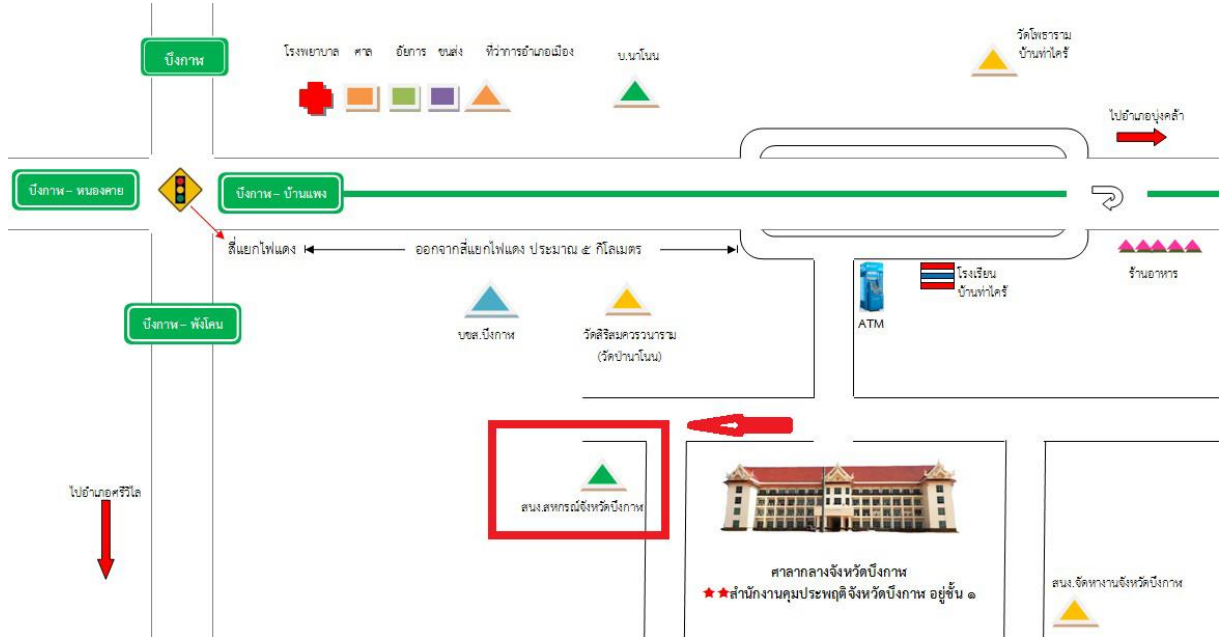 บึงกาฬ
โรงพยาบาล
ศาล
อัยการ
ขนส่ง
ที่ว่าการอำเภอเมือง
บ.นาโนน
วัดโพธาราม
บ้านท่าไคร้
ไปอำเภอบุ่งคล้า
บึงกาฬ – หนองคาย
บึงกาฬ – บ้านแพง
สี่แยกไฟแดง
ออกจากสี่แยกไฟแดง ประมาณ ๕ กิโลเมตร
ร้านอาหาร
โรงเรียน
บ้านท่าไคร้
ATM
บึงกาฬ – พังโคน
บขส.บึงกาฬ
วัดสิริสมควรวนาราม
(วัดป่านาโนน)
ไปอำเภอศรีวิไล
สนง.สหกรณ์จังหวัดบึงกาฬ
ศาลากลางจังหวัดบึงกาฬ
สำนักงานคุมประพฤติจังหวัดบึงกาฬ อยู่ชั้น ๑
สนง.จัดหางานจังหวัดบึงกาฬ